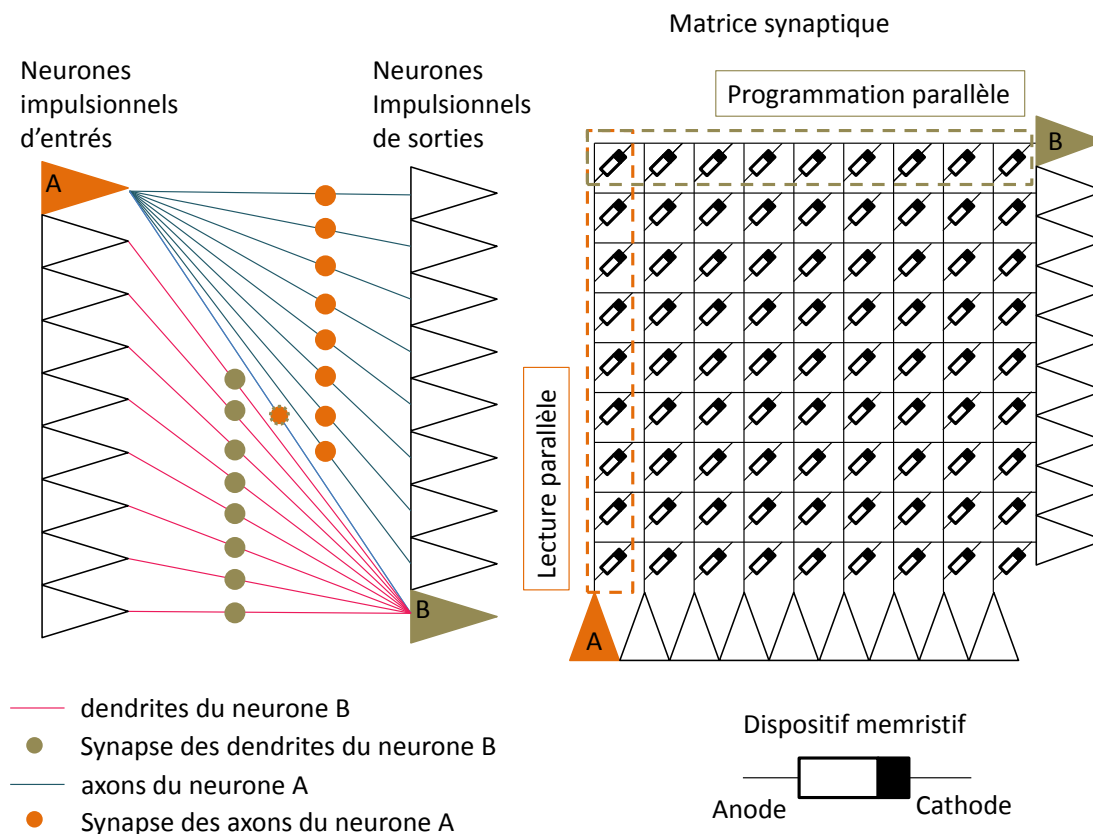 Matrice synaptique
Neurones
impulsionnels
d'entrés
Neurones
Impulsionnels
de sorties
Programmation parallèle
A
B
B
Lecture parallèle
A
dendrites du neurone B
Synapse des dendrites du neurone B
axons du neurone A
Synapse des axons du neurone A
Dispositif memristif
Anode
Cathode